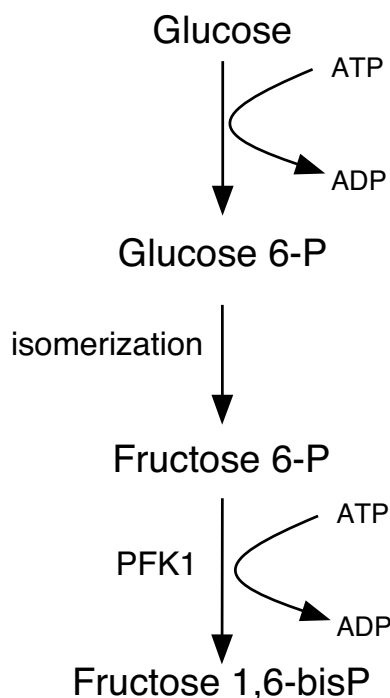 Glucose
ATP
ADP
Glucose 6-P
isomerization
Fructose 6-P
ATP
PFK1
ADP
Fructose 1,6-bisP